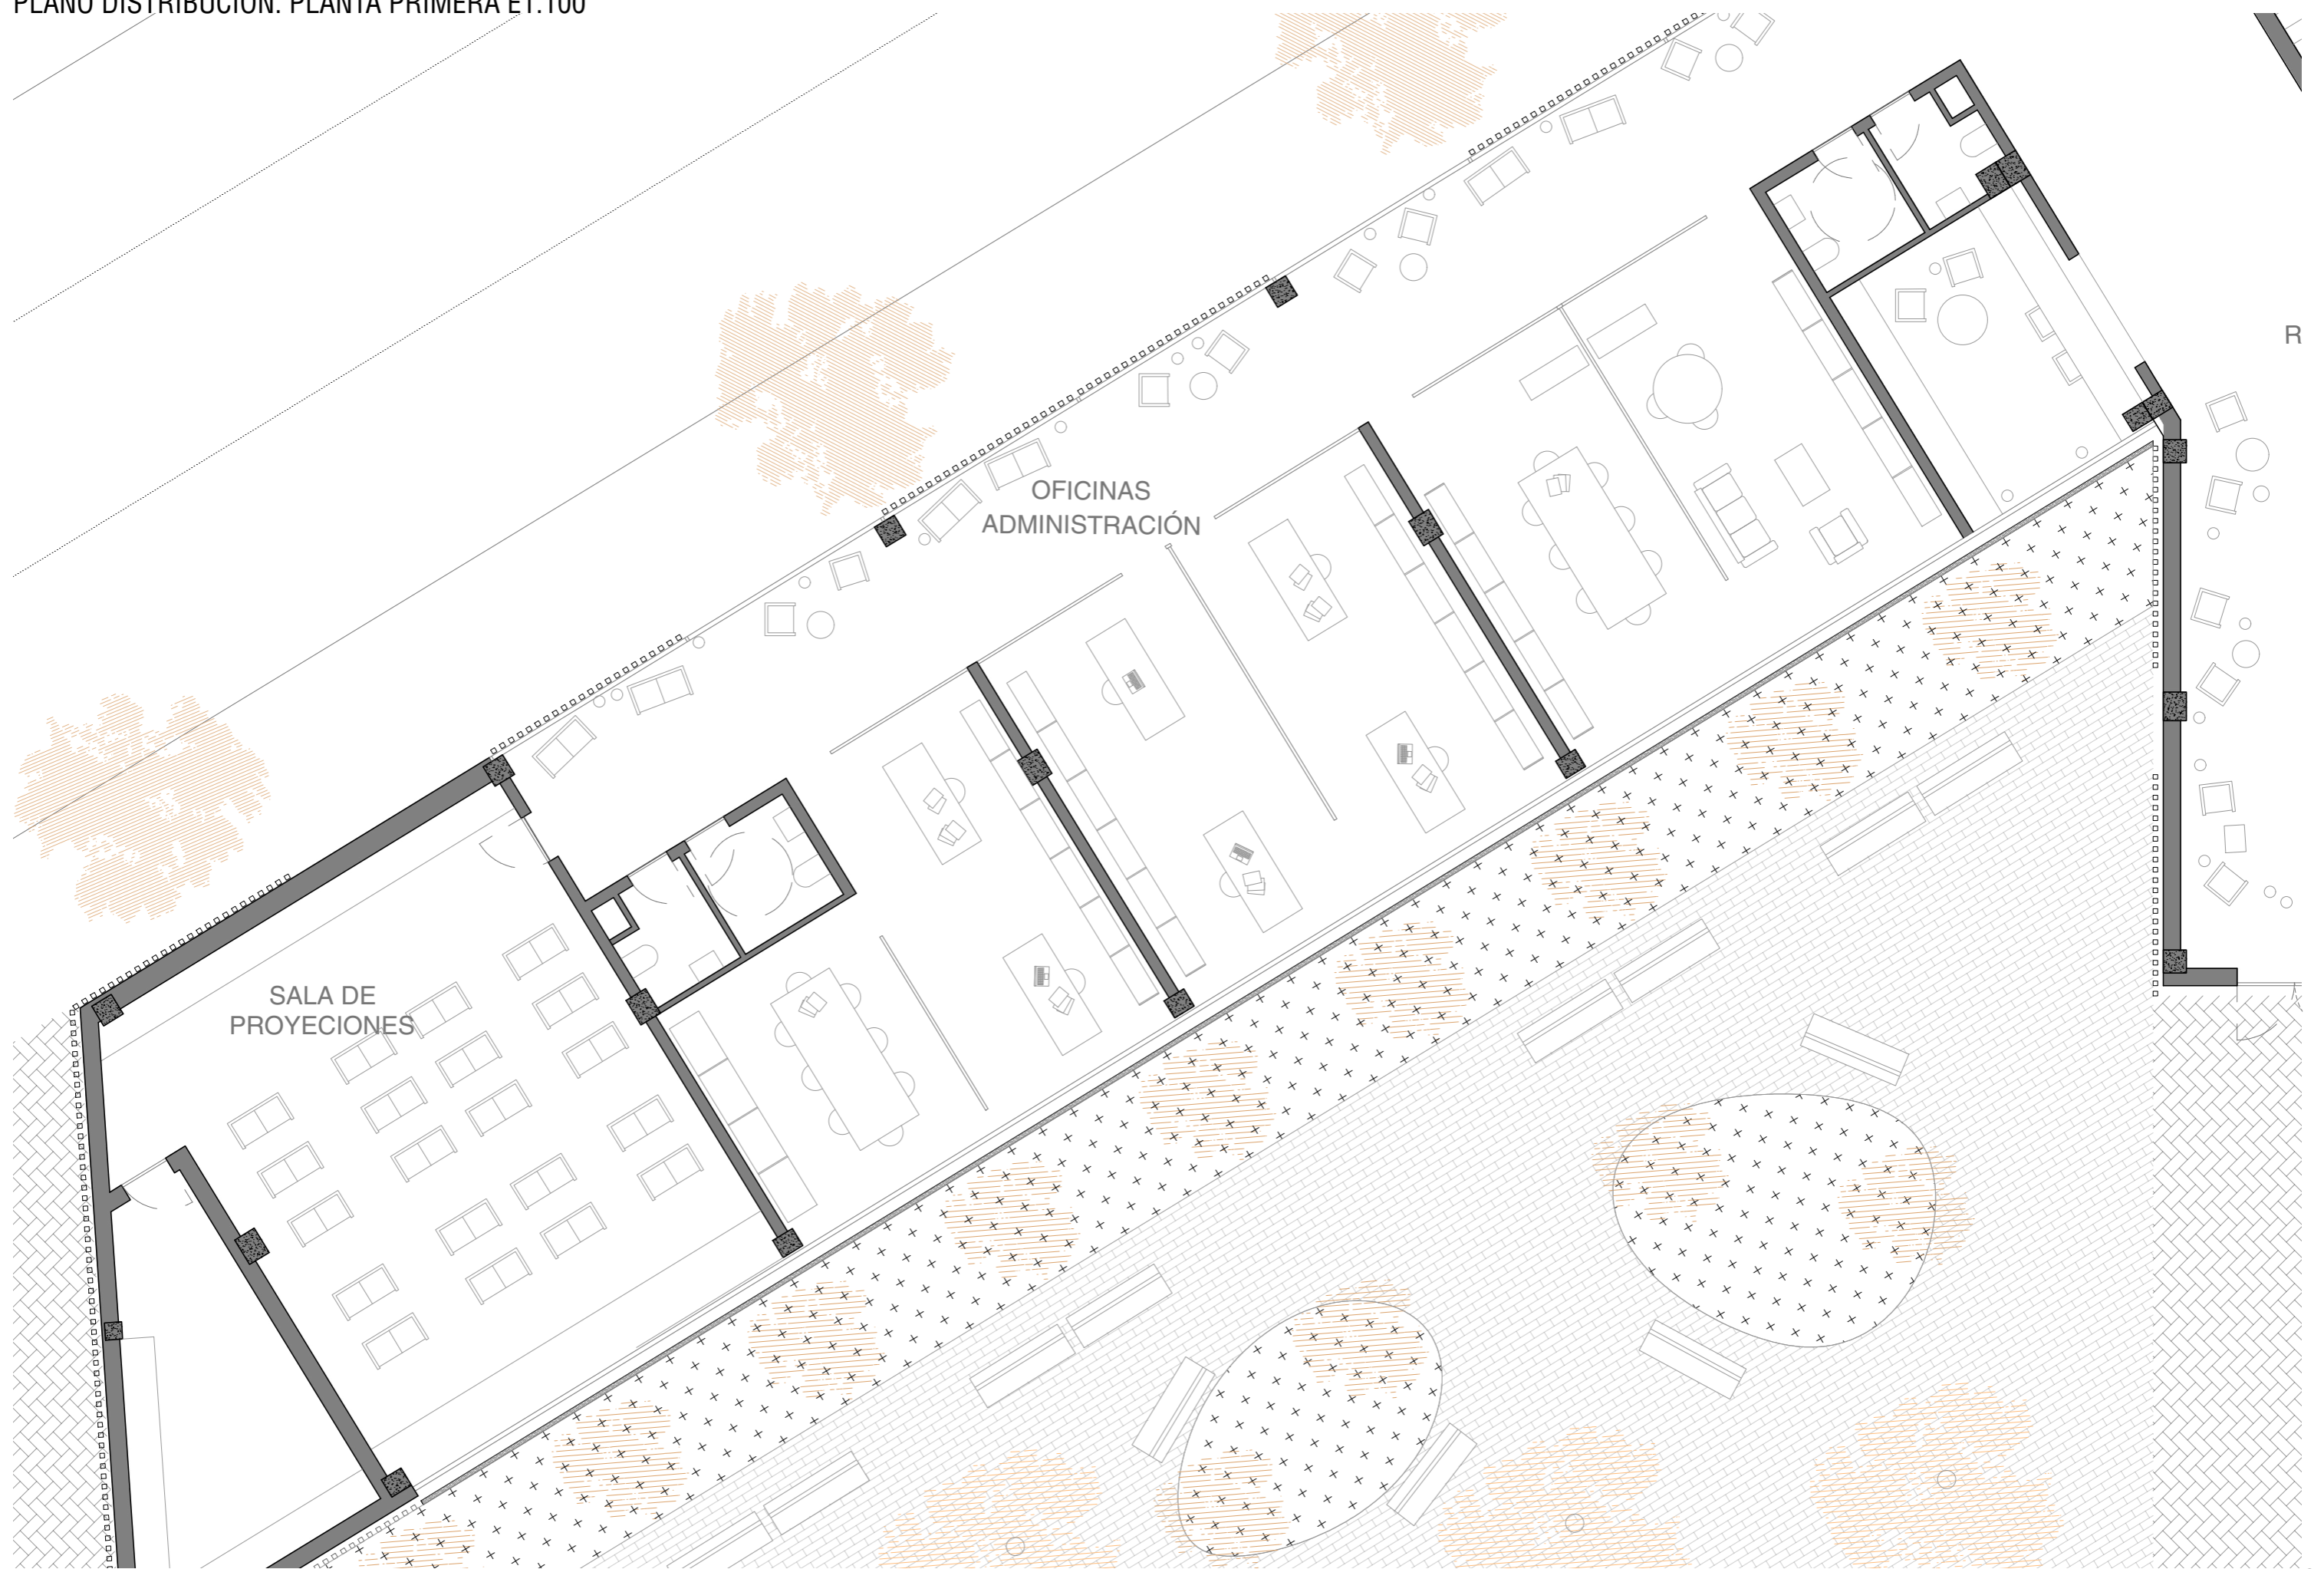 PLANO DISTRIBUCIÓN. PLANTA PRIMERA E1:100
OFICINAS
ADMINISTRACIÓN
SALA DE
PROYECIONES
R